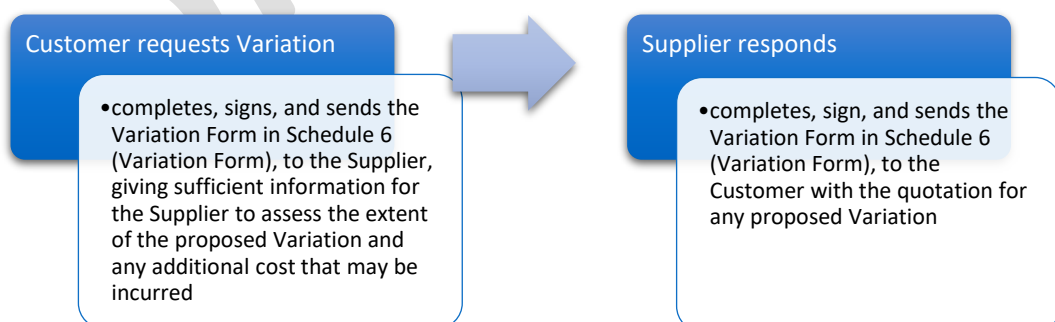 Customer requests Variation
•completes, signs, and sends the
Variation Form in Schedule 6
(Variation Form), to the Supplier,
giving sufficient information for
the Supplier to assess the extent
of the proposed Variation and
any additional cost that may be
incurred
Supplier responds
•completes, sign, and sends the
Variation Form in Schedule 6
(Variation Form), to the
Customer with the quotation for
any proposed Variation